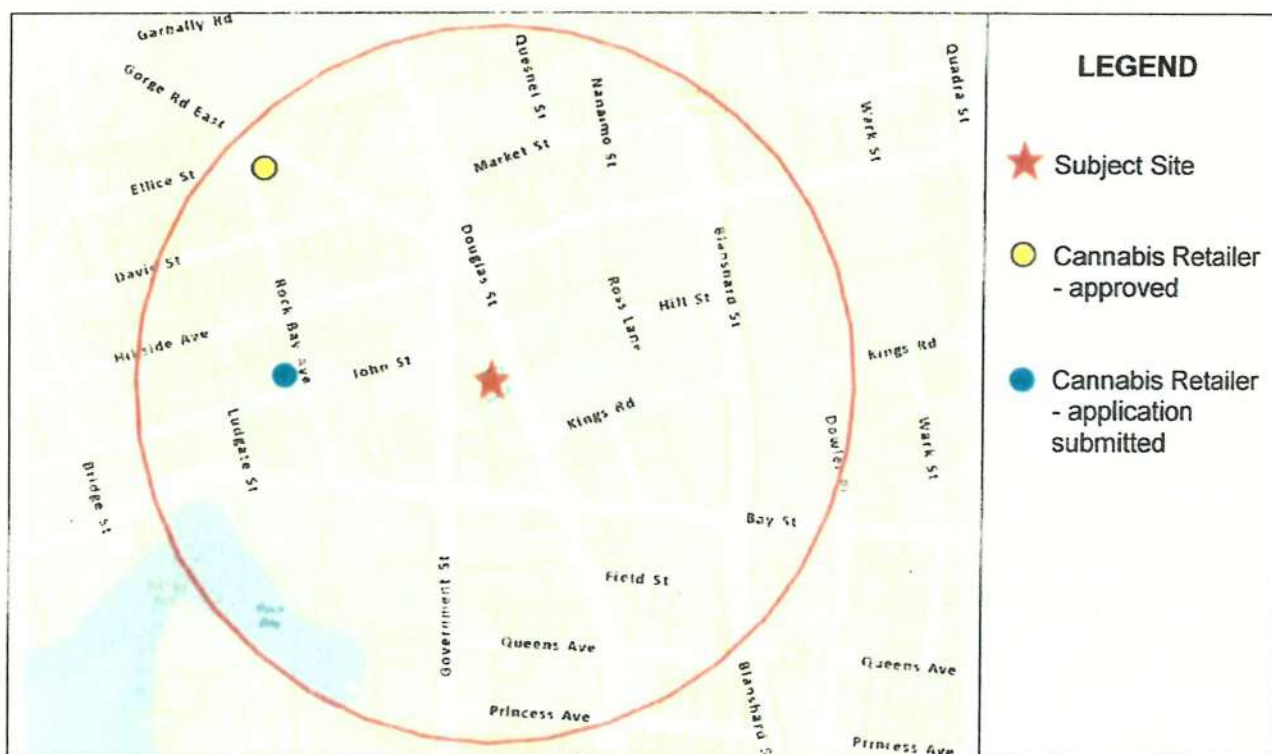 Garbally Rd
Gorge Rd East
Quesnel St
Nanaimo St
Quadra St
Wark St
Market St
Ellice St
David St
Douglas St
Blanshard St
Rock Bay Ave
Ross Lane
Hill St
Hillside Ave
John St
Kings Rd
Kings Rd
Ludgate St
Dowler Pl
Wark St
Bridge St
Bay St
Government St
Field St
Rock
Bay
Queens Ave
Queens Ave
Princess Ave
Blanshard S
Princess Ave
LEGEND
Subject Site
Cannabis Retailer
- approved
Cannabis Retailer
- application
submitted